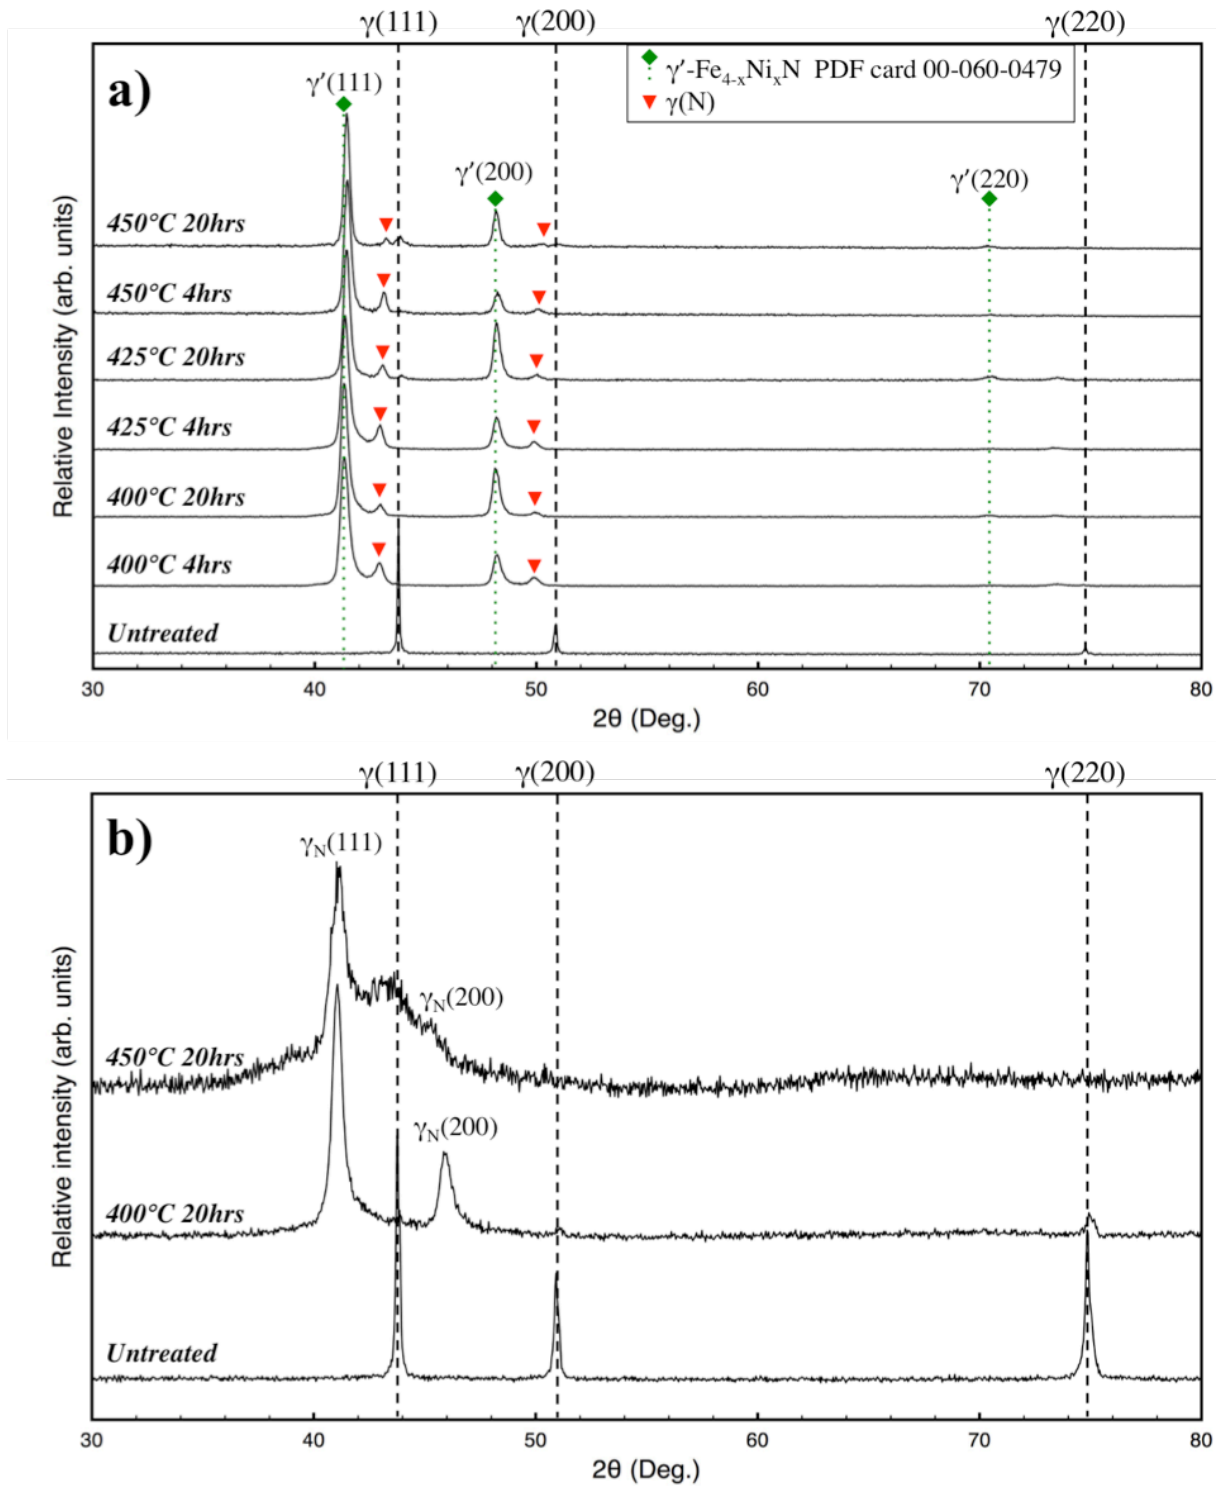 γ(111) γ(200) γ(220)
a)
γ′-Fe4-xNixN PDF card 00-060-0479
γ(N)
γ′(111)
γ′(200)
γ′(220)
450°C 20hrs
450°C 4hrs
425°C 20hrs
425°C 4hrs
400°C 20hrs
400°C 4hrs
Untreated
Relative Intensity (arb. units)
30 40 50 60 70 80
2θ (Deg.)
γ(111) γ(200) γ(220)
b)
γN(111)
γN(200)
450°C 20hrs
γN(200)
400°C 20hrs
Untreated
Relative intensity (arb. units)
30 40 50 60 70 80
2θ (Deg.)